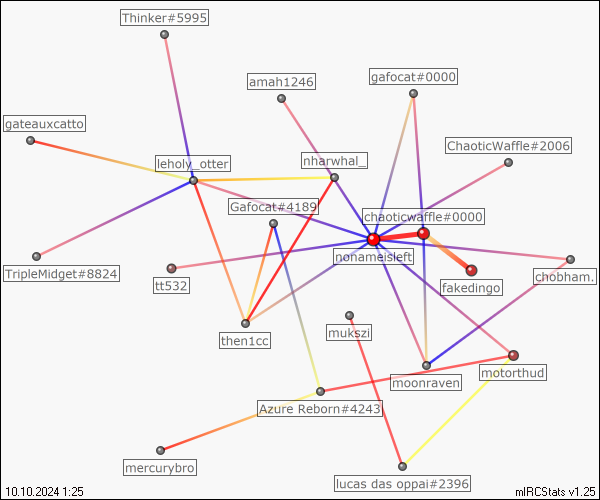 Thinker#5995
amah1246
gafocat#0000
gateauxcatto
ChaoticWaffle#2006
leholy_otter
nharwhal_
Gafocat#4189
chaoticwaffle#0000
nonameisleft
TripleMidget#8824
tt532
fakedingo
chobham.
mukszi
then1cc
moonraven
motorthud
Azure Reborn#4243
mercurybro
lucas das oppai#2396
10.10.2024 1:25
mIRCStats v1.25